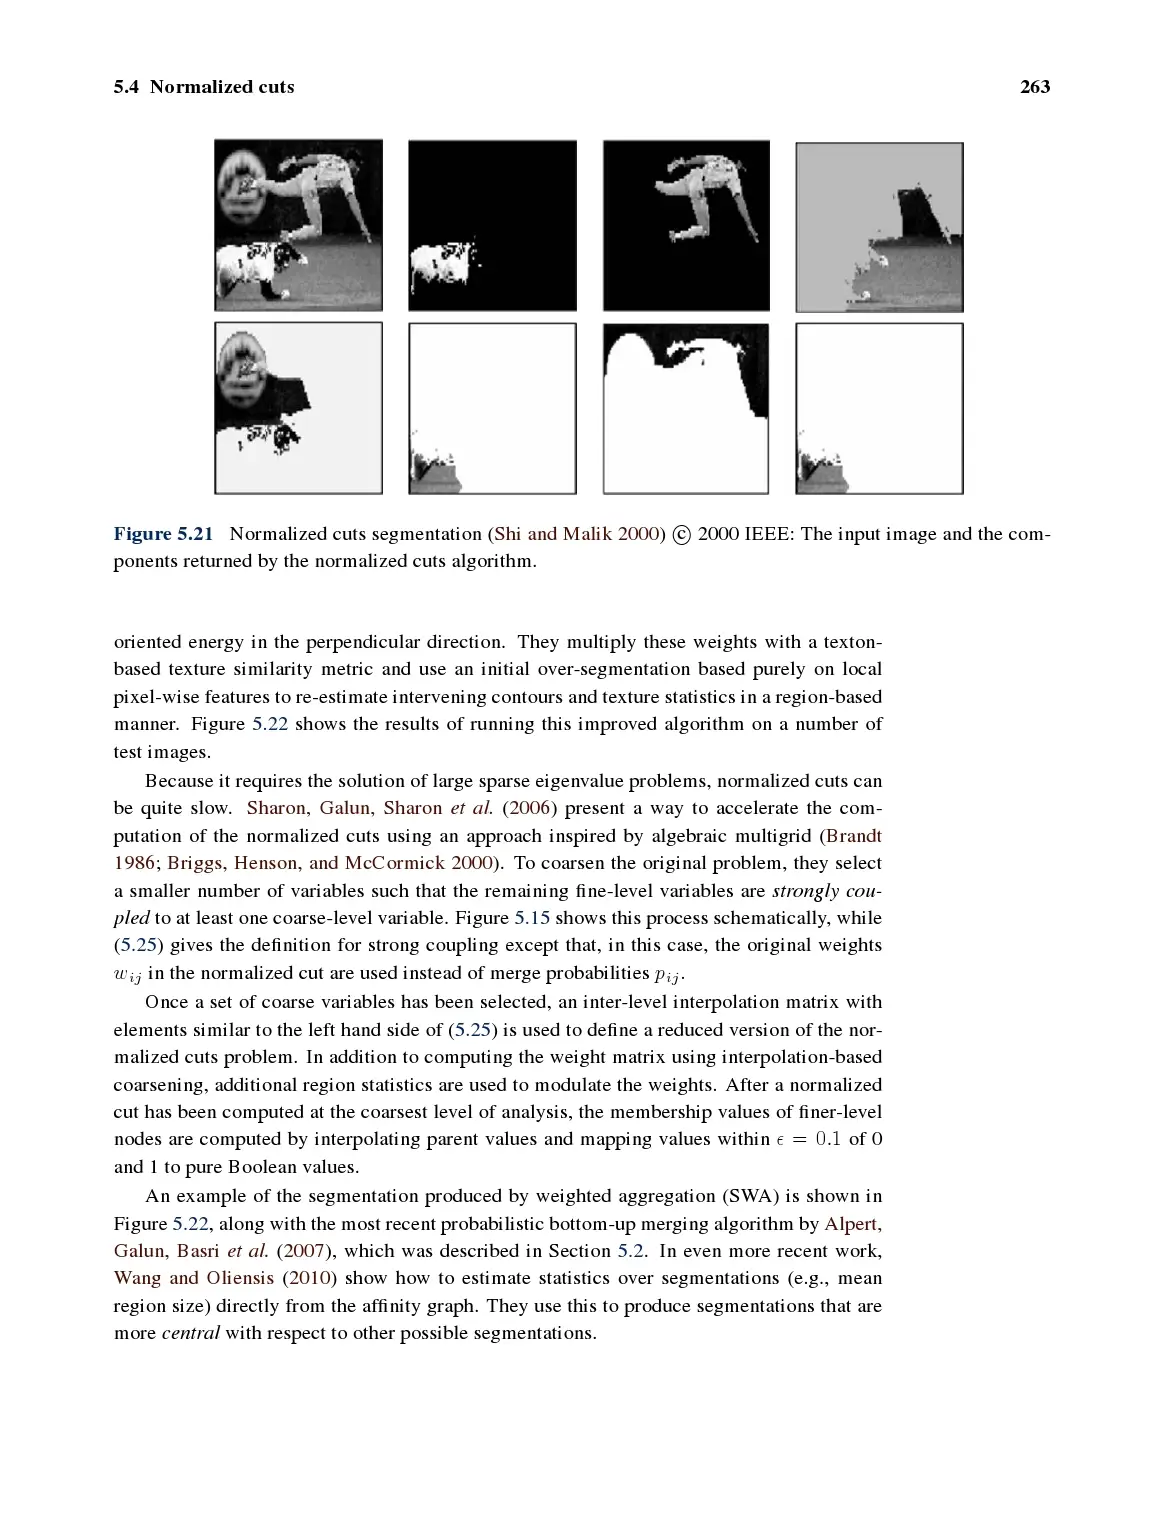 5.4 Normalized cuts 263
Figure 5.21 Normalized cuts segmentation (Shi and Malik 2000) © 2000 IEEE: The input image and the com-
ponents returned by the normalized cuts algorithm.
oriented energy in the perpendicular direction. They multiply these weights with a texton-
based texture similarity metric and use an initial over-segmentation based purely on local
pixel-wise features to re-estimate intervening contours and texture statistics in a region-based
manner. Figure 5.22 shows the results of running this improved algorithm on a number of
test images.
Because it requires the solution of large sparse eigenvalue problems, normalized cuts can
be quite slow. Sharon, Galun, Sharon et al. (2006) present a way to accelerate the com-
putation of the normalized cuts using an approach inspired by algebraic multigrid (Brandt
1986; Briggs, Henson, and McCormick 2000). To coarsen the original problem, they select
a smaller number of variables such that the remaining fine-level variables are strongly cou-
pled to at least one coarse-level variable. Figure 5.15 shows this process schematically, while
(5.25) gives the definition for strong coupling except that, in this case, the original weights
w_ij in the normalized cut are used instead of merge probabilities p_ij.
Once a set of coarse variables has been selected, an inter-level interpolation matrix with
elements similar to the left hand side of (5.25) is used to define a reduced version of the nor-
malized cuts problem. In addition to computing the weight matrix using interpolation-based
coarsening, additional region statistics are used to modulate the weights. After a normalized
cut has been computed at the coarsest level of analysis, the membership values of finer-level
nodes are computed by interpolating parent values and mapping values within ϵ = 0.1 of 0
and 1 to pure Boolean values.
An example of the segmentation produced by weighted aggregation (SWA) is shown in
Figure 5.22, along with the most recent probabilistic bottom-up merging algorithm by Alpert,
Galun, Basri et al. (2007), which was described in Section 5.2. In even more recent work,
Wang and Oliensis (2010) show how to estimate statistics over segmentations (e.g., mean
region size) directly from the affinity graph. They use this to produce segmentations that are
more central with respect to other possible segmentations.